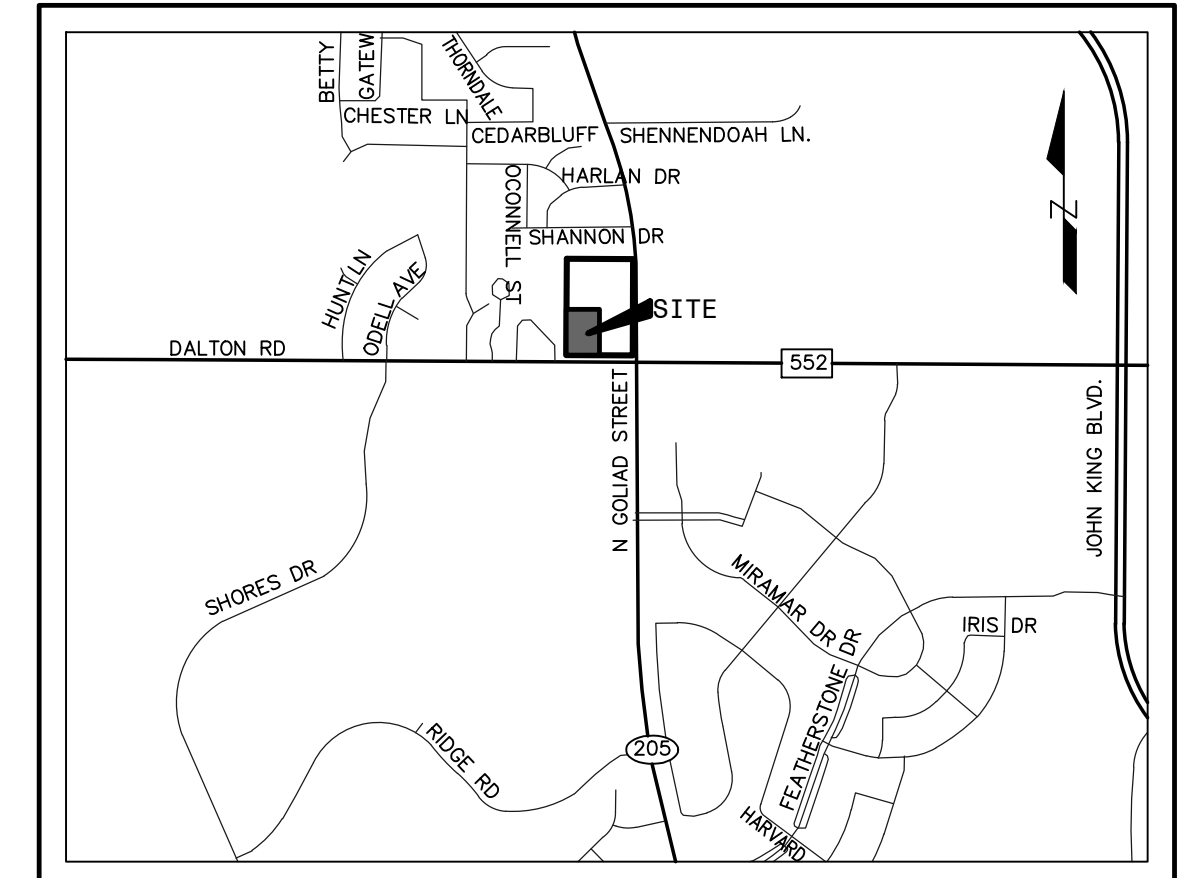 BETTY
GATEW
THORNDALE
CHESTER LN
CEDARBLUFF
SHENNENDOAH LN.
OCONNELL ST
HARLAN DR
SHANNON DR
HUNT LN
ODELL AVE
SITE
DALTON RD
552
N GOLIAD STREET
JOHN KING BLVD.
Z
SHORES DR
MIRAMAR DR
IRIS DR
FEATHERSTONE DR
RIDGE RD
205
HARVARD